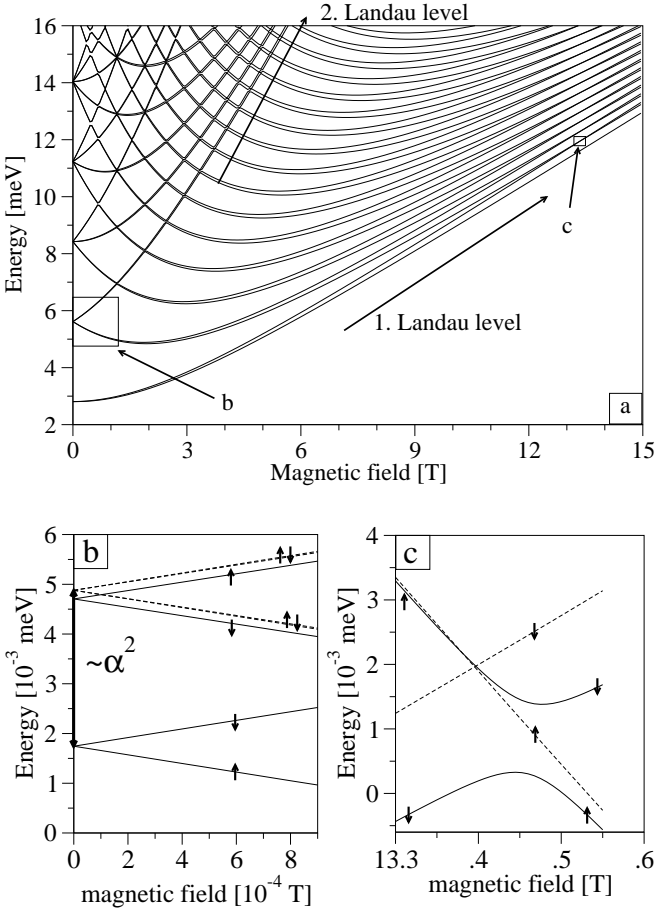 16
14
12
10
8
6
4
2
Energy [meV]
2. Landau level
c
1. Landau level
b
a
0
3
6
9
12
15
Magnetic field [T]
b
6
5
4
3
2
1
0
Energy [10⁻³ meV]
~α²
0
2
4
6
8
magnetic field [10⁻⁴ T]
c
4
3
2
1
0
Energy [10⁻³ meV]
13.3
.4
.5
.6
magnetic field [T]